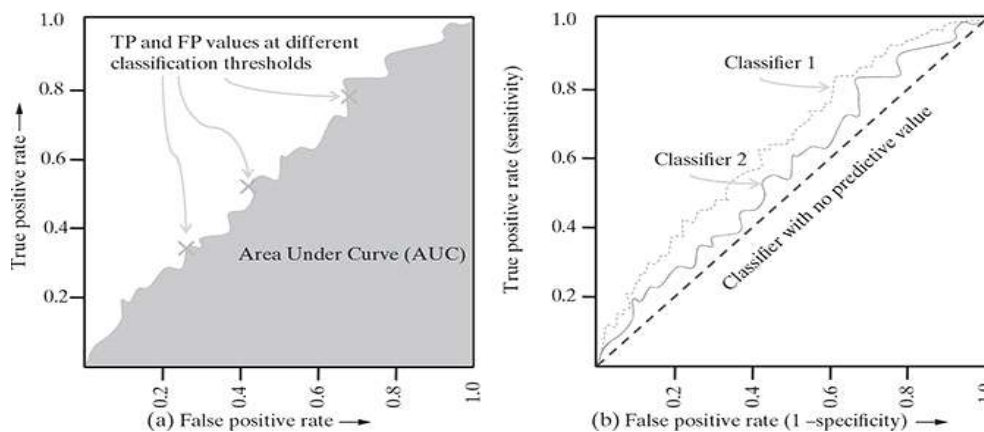 1.0
0.8
0.6
0.4
0.2
True positive rate
TP and FP values at different
classification thresholds
Area Under Curve (AUC)
0.2
0.4
0.6
0.8
1.0
(a) False positive rate
1.0
0.8
0.6
0.4
0.2
True positive rate (sensitivity)
Classifier 1
Classifier 2
Classifier with no predictive value
0.2
0.4
0.6
0.8
1.0
(b) False positive rate (1 –specificity)